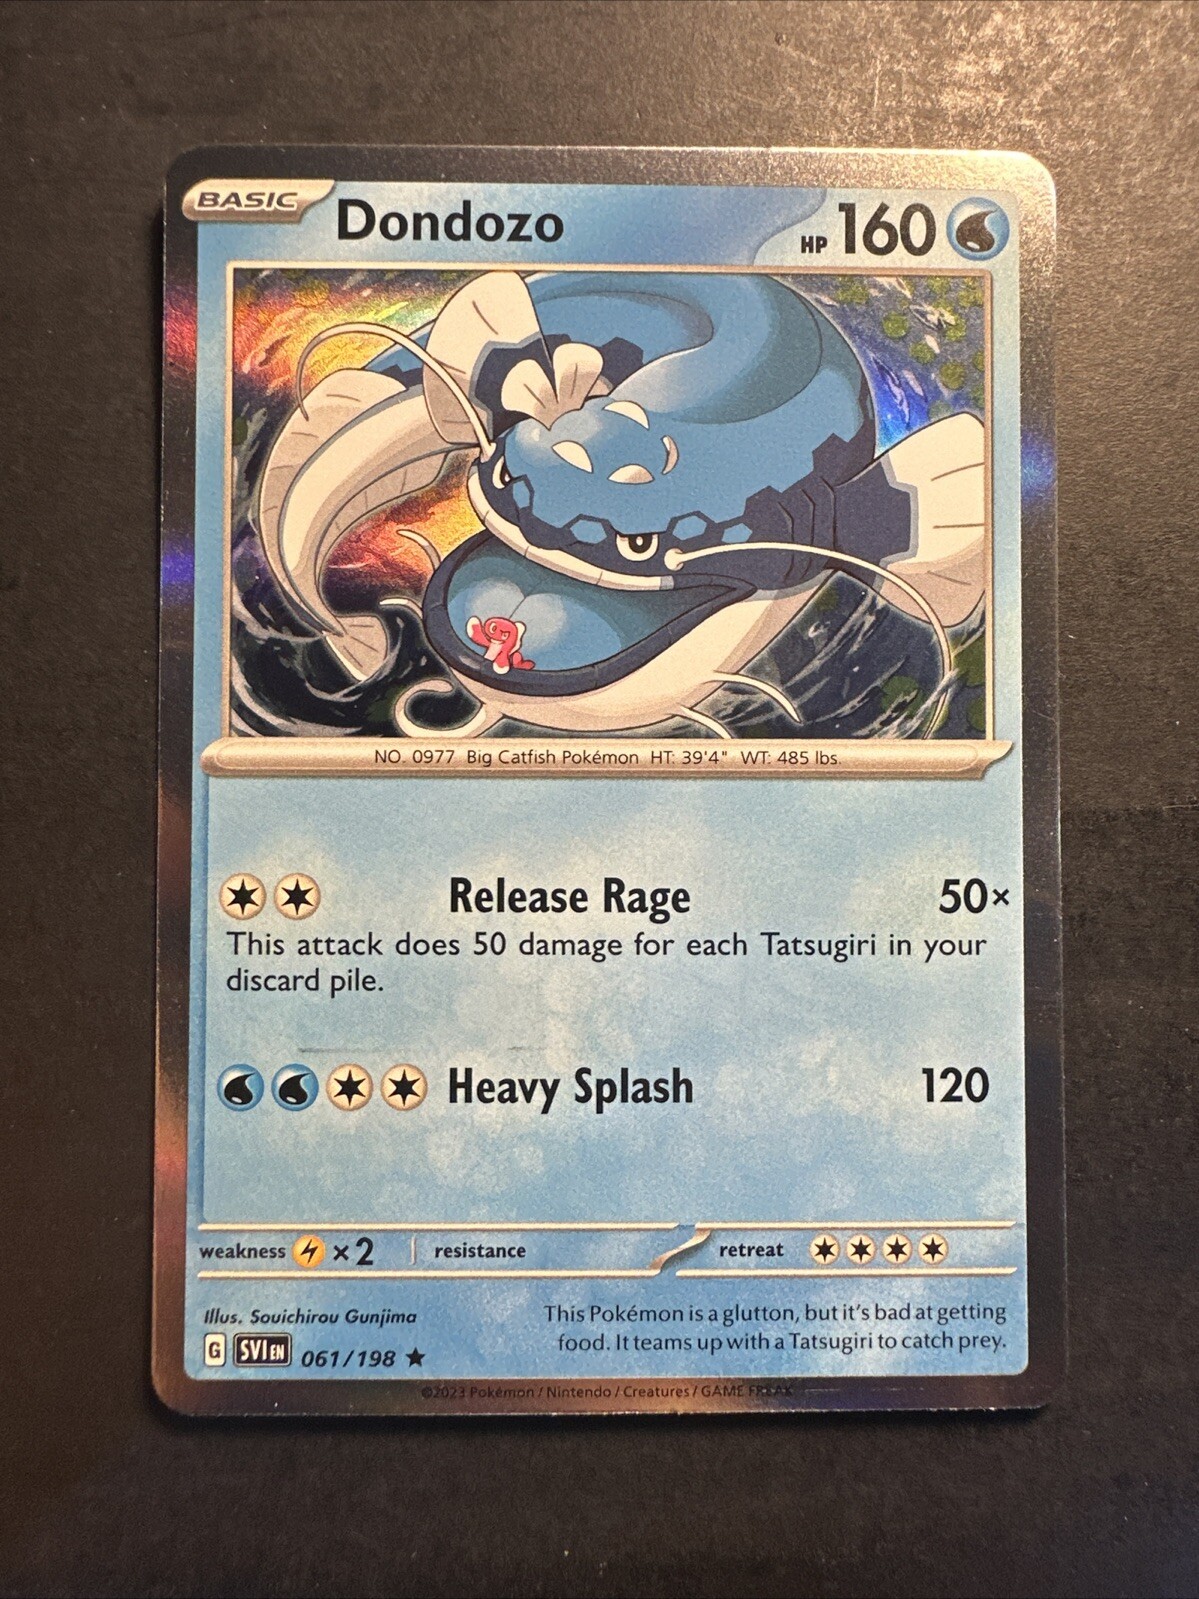 BASIC Dondozo HP 160
NO. 0977 Big Catfish Pokémon HT: 39'4" WT: 485 lbs.
Release Rage 50×
This attack does 50 damage for each Tatsugiri in your
discard pile.
Heavy Splash 120
weakness ×2 resistance retreat
Illus. Souichirou Gunjima
This Pokémon is a glutton, but it's bad at getting
food. It teams up with a Tatsugiri to catch prey.
G SVI EN 061/198 ★
©2023 Pokémon / Nintendo / Creatures / GAME FREAK